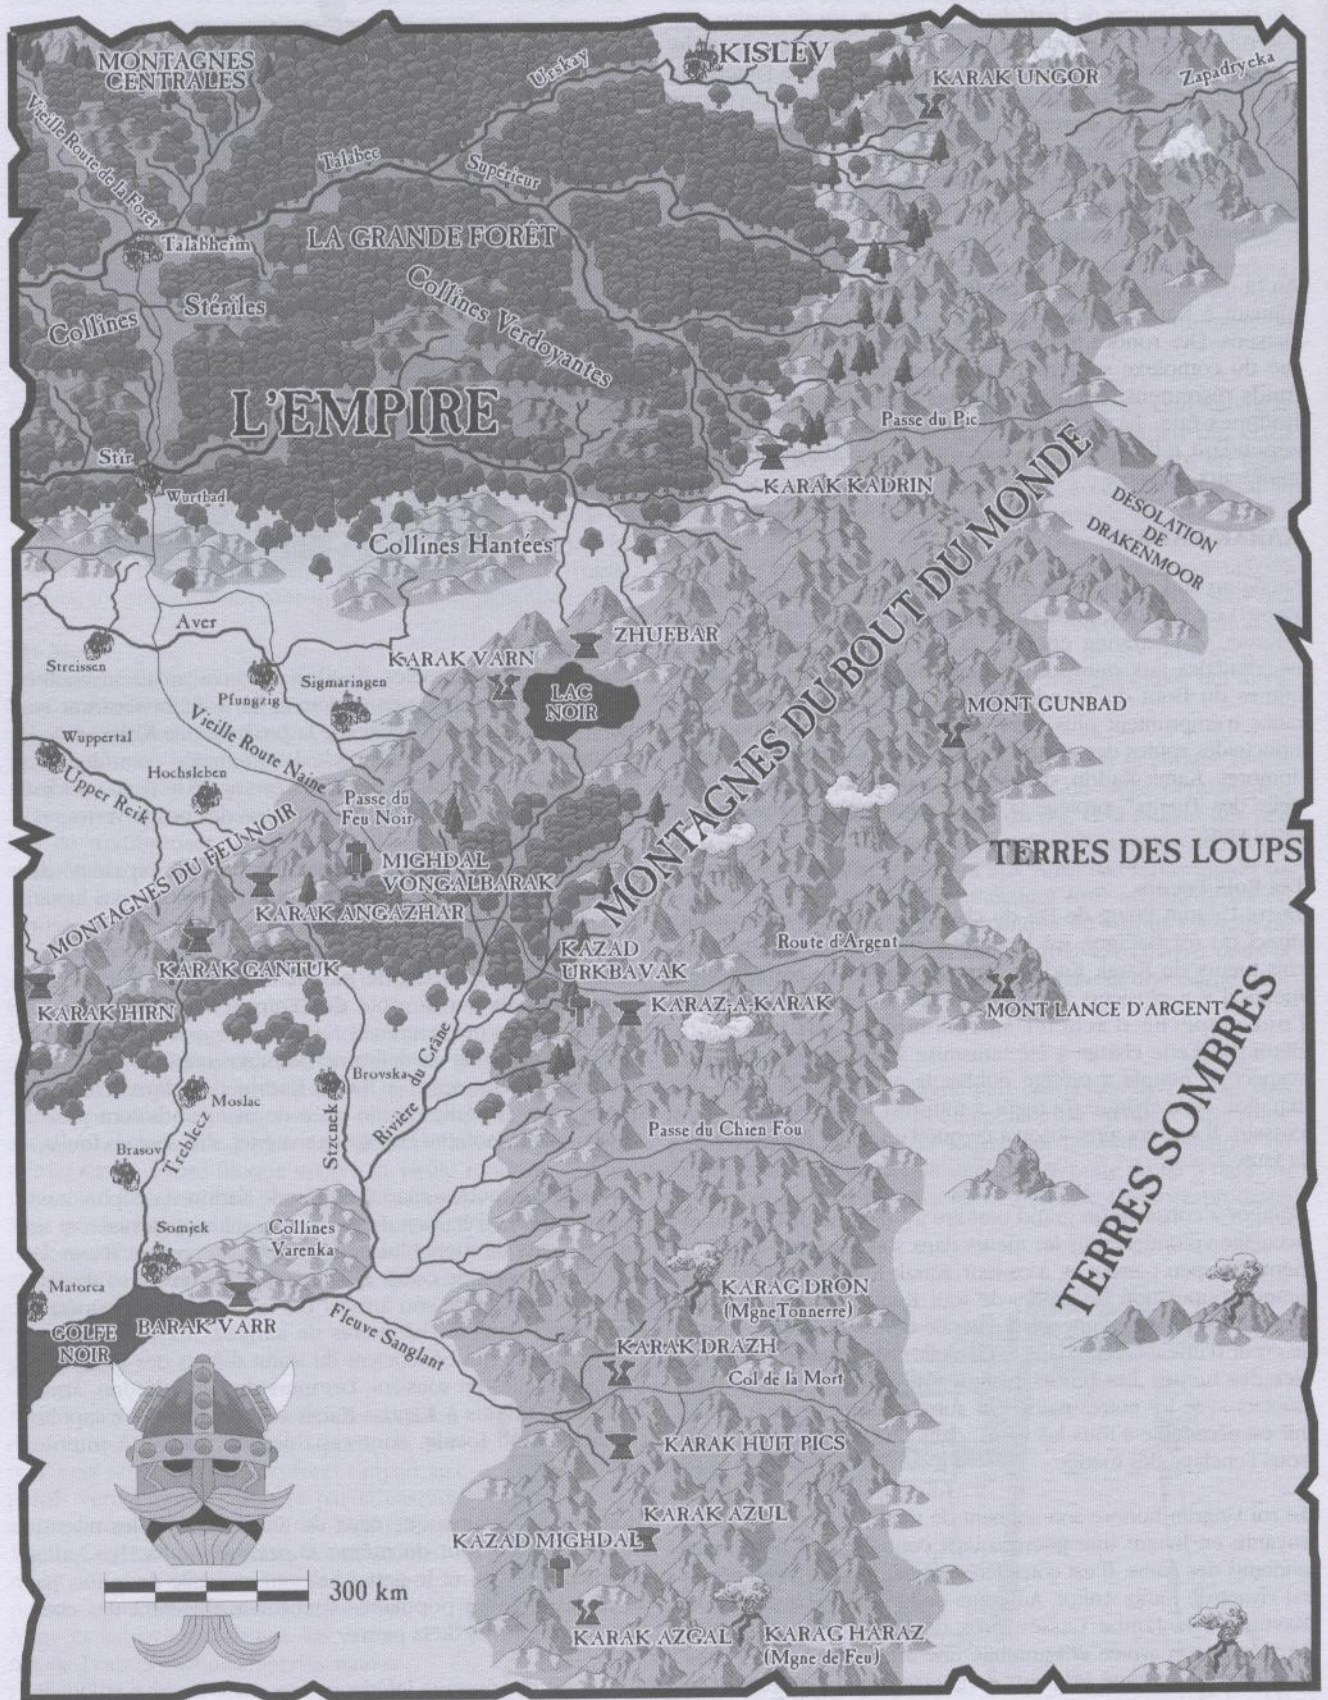 MONTAGNES
CENTRALES
KISLEV
Urskay
KARAK UNGOR
Zapadryeka
Vieille Route de la Forêt
Talabec
Supérieur
Talabheim
LA GRANDE FORÊT
Collines Stériles
Collines Verdoyantes
L'EMPIRE
Passe du Pic
Stir
Wurtbad
KARAK KADRIN
DÉSOLATION
DE
DRAKENMOOR
Collines Hantées
MONTAGNES DU BOUT DU MONDE
Aver
ZHUFBAR
Streissen
KARAK VARN
Pfungzig
Sigmaringen
LAC
NOIR
MONT GUNBAD
Vieille Route Naine
Wuppertal
Upper Reik
Hochsleben
Passe du
Feu Noir
MONTAGNES DU FEU NOIR
MIGHDAL
VONGALBARAK
TERRES DES LOUPS
KARAK ANGAZHAR
KAZAD
URKBAVAK
Route d'Argent
KARAK GANTUK
KARAK HIRN
KARAZ-A-KARAK
MONT LANCE D'ARGENT
TERRES SOMBRES
Brovska
Rivière du Crâne
Moslac
Passe du Chien Fou
Brasov
Treblecz
Stzenek
Somjek
Collines
Varenka
Matorca
KARAG DRON
(Mgne Tonnerre)
GOLFE
NOIR
BARAK VARR
Fleuve Sanglant
KARAK DRAZH
Col de la Mort
KARAK HUIT PICS
KARAK AZUL
KAZAD MIGHDAL
300 km
KARAK AZGAL
KARAG HARAZ
(Mgne de Feu)